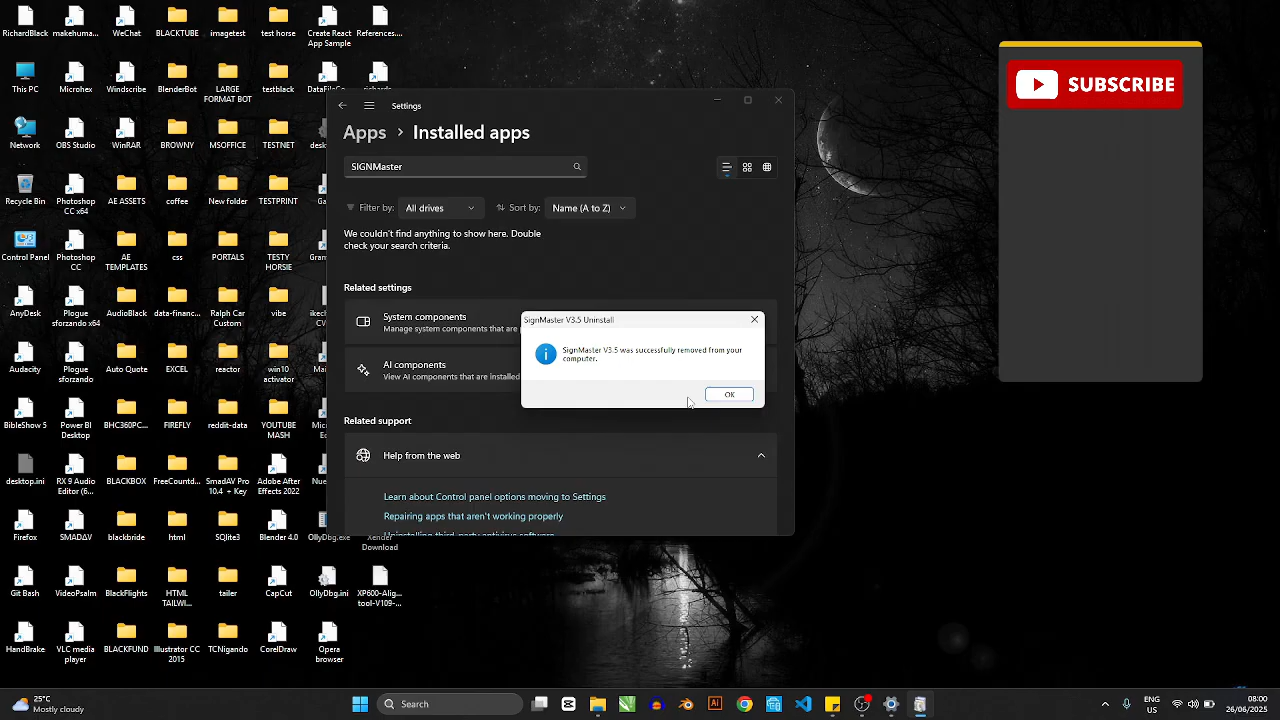 RichardBlack
makehuma...
WeChat
BLACKTUBE
imagetest
test horse
Create React
App Sample
References....
This PC
Microhex
Windscribe
BlenderBot
LARGE
FORMAT BOT
testblack
Network
OBS Studio
WinRAR
BROWNY
MSOFFICE
TESTNET
Recycle Bin
Photoshop
CC x64
AE ASSETS
coffee
New folder
TESTPRINT
Control Panel
Photoshop
CC
AE
TEMPLATES
css
PORTALS
TESTY
HORSIE
AnyDesk
Plogue
sforzando x64
AudioBlack
data-financ...
Ralph Car
Custom
vibe
Audacity
Plogue
sforzando
Auto Quote
EXCEL
reactor
win10
activator
BibleShow 5
Power BI
Desktop
BHC360PC...
FIREFLY
reddit-data
YOUTUBE
MASH
desktop.ini
RX 9 Audio
Editor (6...
BLACKBOX
FreeCountd...
SmadAV Pro
10.4 + Key
Adobe After
Effects 2022
Firefox
SMADΔV
blackbride
html
SQlite3
Blender 4.0
OllyDbg.exe
Xender
Download
Git Bash
VideoPsalm
BlackFlights
HTML
TAILWI...
tailer
CapCut
OllyDbg.ini
XP600-Alig...
tool-V109-...
HandBrake
VLC media
player
BLACKFUND
Illustrator CC
2015
TCNigando
CorelDraw
Opera
browser
Settings
Apps > Installed apps
SIGNMaster
Filter by: All drives
Sort by: Name (A to Z)
We couldn't find anything to show here. Double
check your search criteria.
Related settings
System components
Manage system components that are
AI components
View AI components that are installed
Related support
Help from the web
Learn about Control panel options moving to Settings
Repairing apps that aren't working properly
Uninstalling third-party antivirus software
SignMaster V3.5 Uninstall
SignMaster V3.5 was successfully removed from your
computer.
OK
SUBSCRIBE
25°C
Mostly cloudy
Search
Ai
ENG
US
08:00
26/06/2025